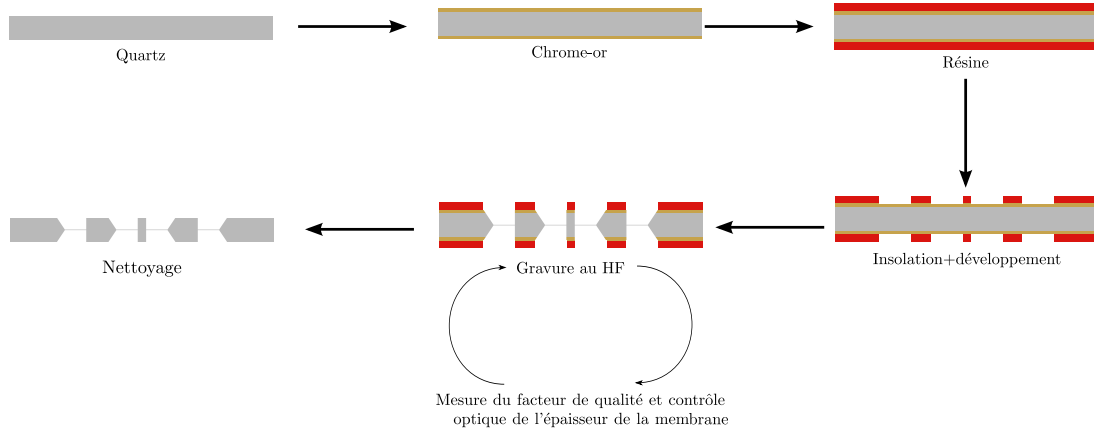 Quartz
Chrome-or
Résine
Insolation+développement
Gravure au HF
Nettoyage
Mesure du facteur de qualité et contrôle
optique de l'épaisseur de la membrane